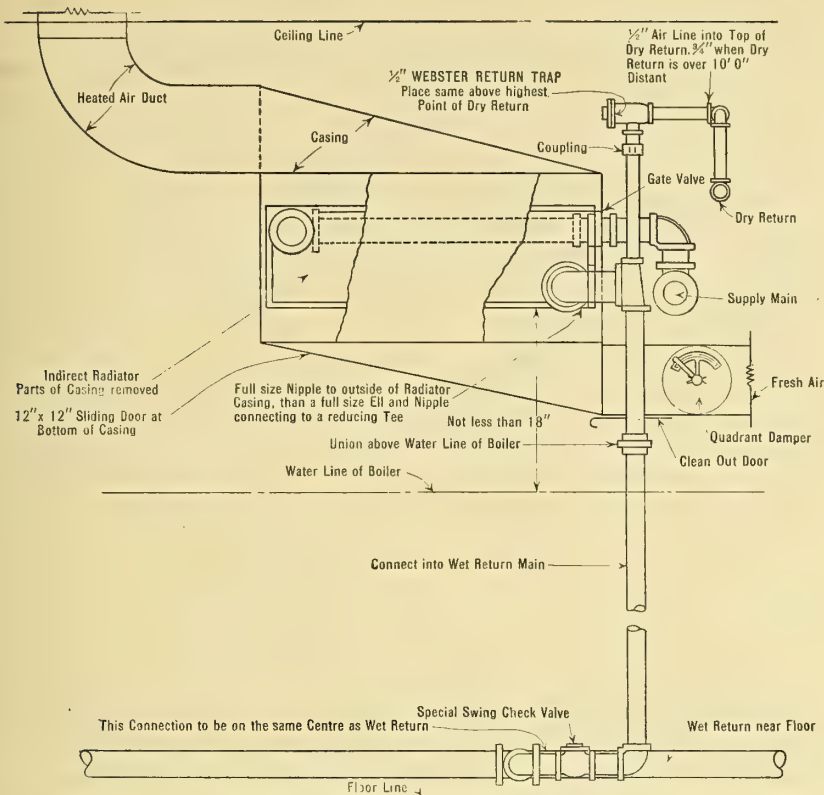 Ceiling Line
½" Air Line into Top of
Dry Return. ¾" when Dry
Return is over 10' 0"
Distant
½" WEBSTER RETURN TRAP
Place same above highest
Point of Dry Return
Heated Air Duct
Casing
Coupling
Gate Valve
Dry Return
Supply Main
Indirect Radiator
Parts of Casing removed
12" x 12" Sliding Door at
Bottom of Casing
Full size Nipple to outside of Radiator
Casing, than a full size Ell and Nipple
connecting to a reducing Tee
Not less than 18"
Fresh Air
Quadrant Damper
Union above Water Line of Boiler
Clean Out Door
Water Line of Boiler
Connect into Wet Return Main
Special Swing Check Valve
This Connection to be on the same Centre as Wet Return
Wet Return near Floor
Floor Line